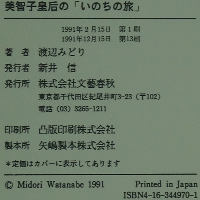 美智子皇后の「いのちの旅」
1991年2月15日 第1刷
1991年12月15日 第13刷
著者 渡辺みどり
発行者 新井信
発行所 株式会社文藝春秋
東京都千代田区紀尾井町3-23（〒102）
電話(03) 3265-1211
印刷所 凸版印刷株式会社
製本所 矢嶋製本株式会社
*定価はカバーに表示してあります
© Midori Watanabe 1991 Printed in Japan
ISBN4-16-344970-1